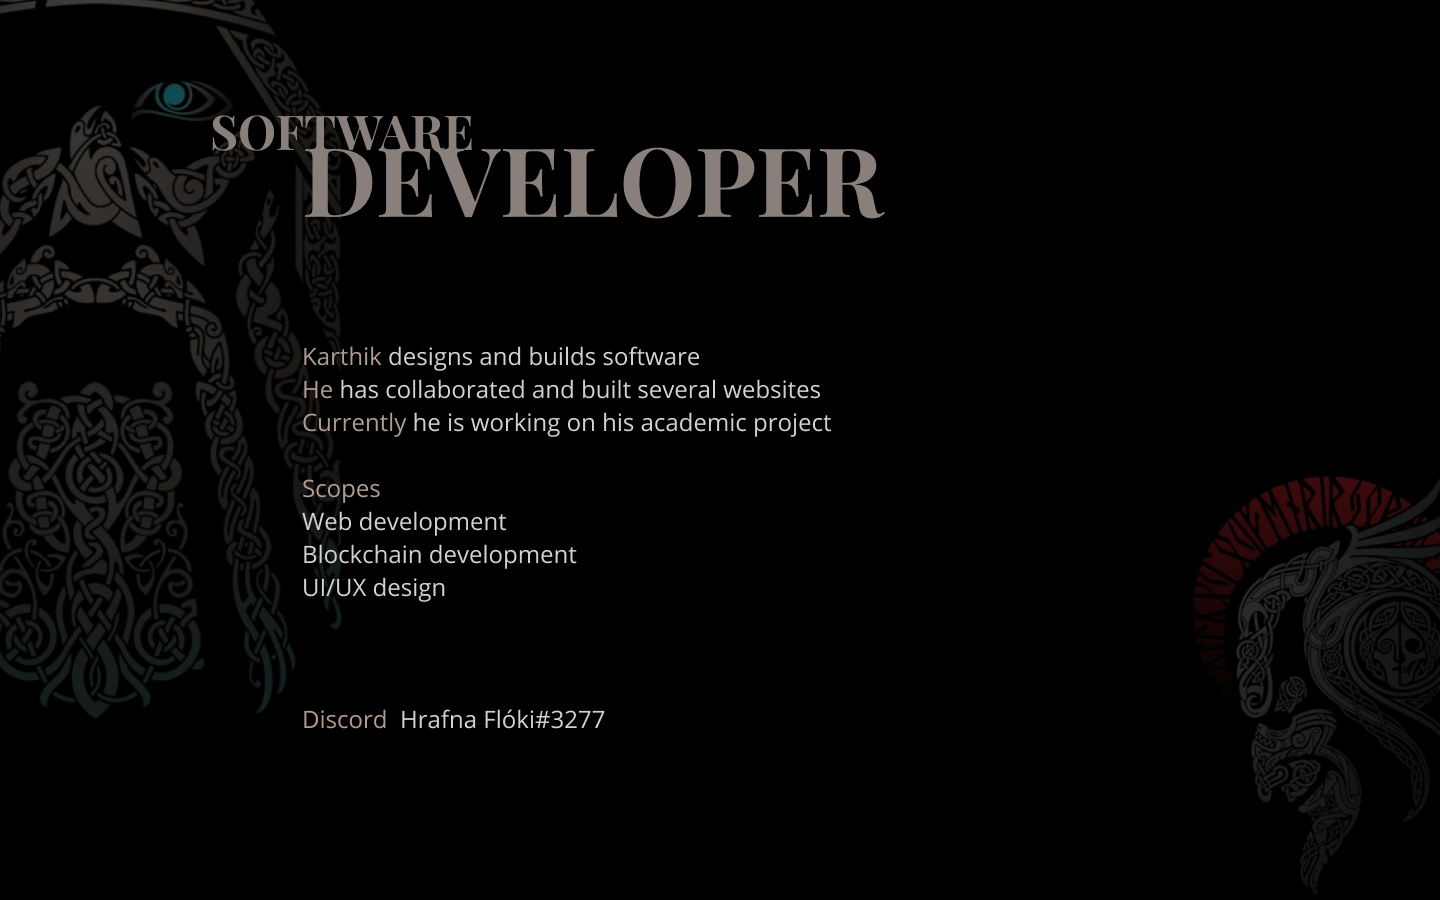 SOFTWARE
DEVELOPER
Karthik designs and builds software
He has collaborated and built several websites
Currently he is working on his academic project
Scopes
Web development
Blockchain development
UI/UX design
Discord Hrafna Flóki#3277